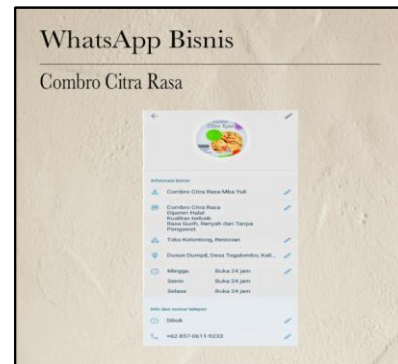 WhatsApp Bisnis
Combro Citra Rasa
Citra Rasa
Informasi bisnis
Combro Citra Rasa Mba Yuli
Combro Citra Rasa
Dijamin Halal
Kualitas terbaik
Rasa Gurih, Renyah dan Tanpa
Pengawet
Toko Kelontong, Restoran
Dusun Dumpil, Desa Tegalombo, Kali...
Minggu Buka 24 jam
Senin Buka 24 jam
Selasa Buka 24 jam
Info dan nomor telepon
Sibuk
+62 857-0611-9233